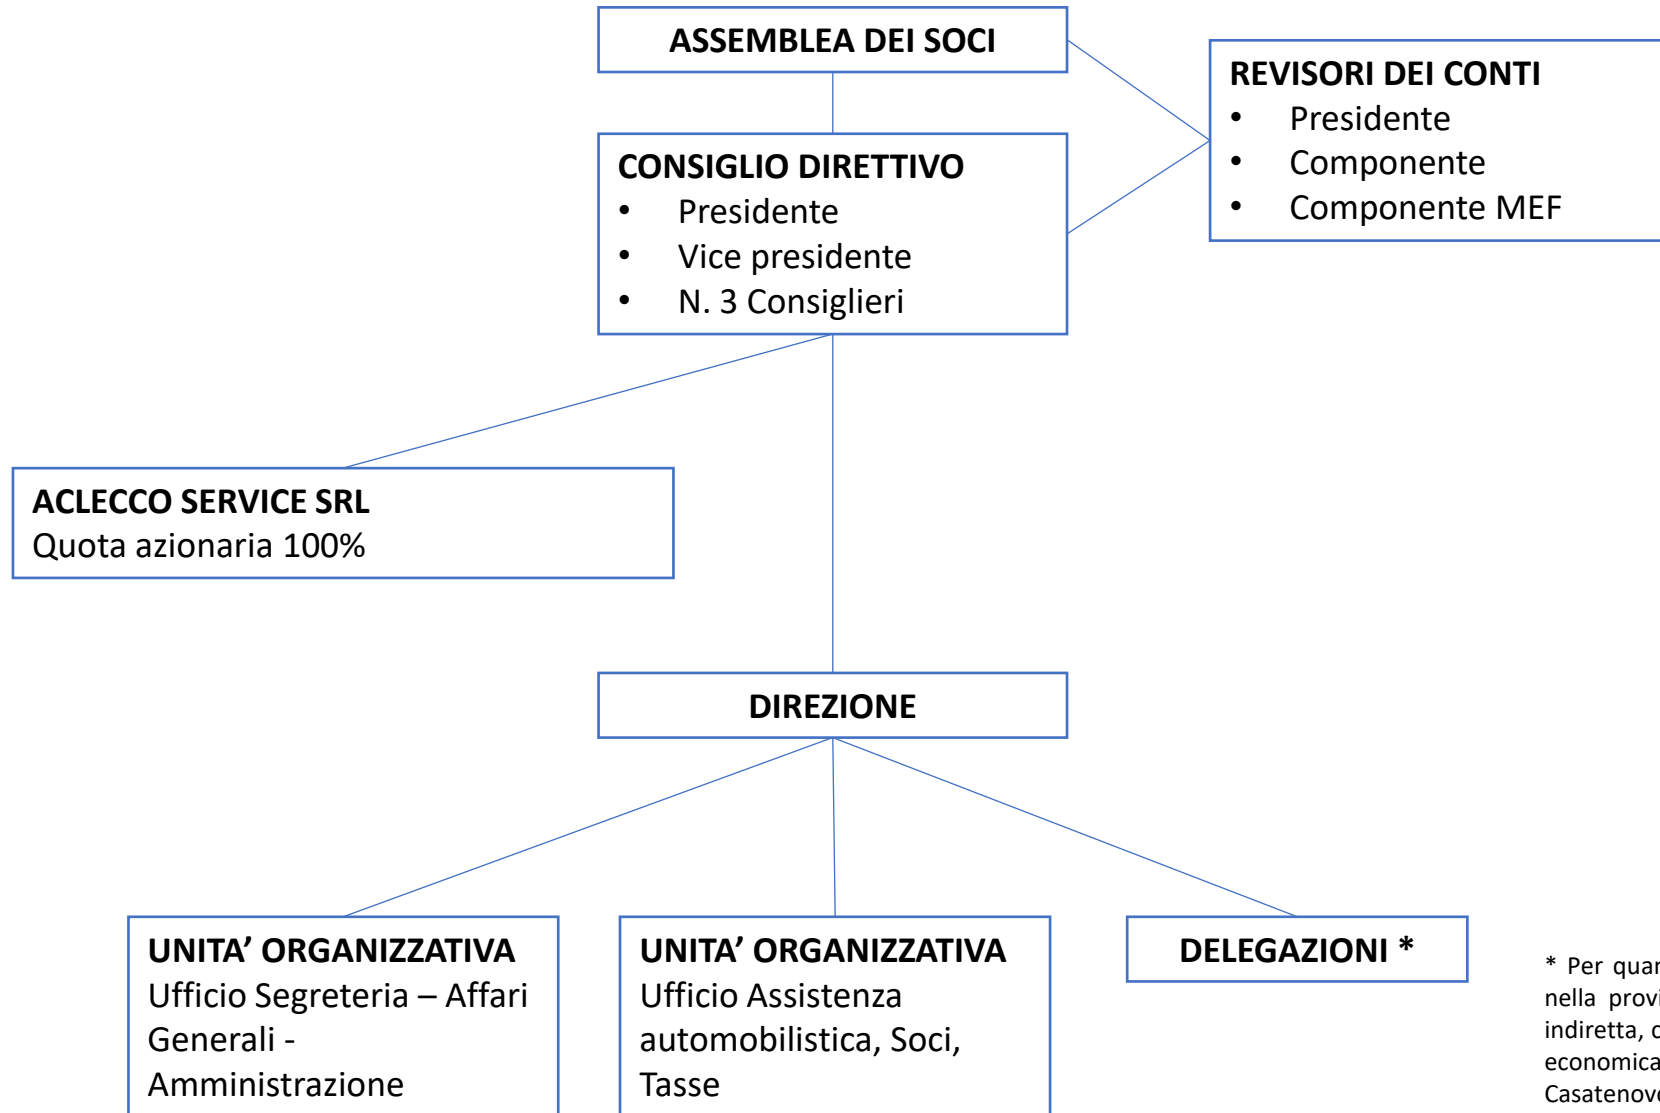 ASSEMBLEA DEI SOCI
REVISORI DEI CONTI
• Presidente
• Componente
• Componente MEF
CONSIGLIO DIRETTIVO
• Presidente
• Vice presidente
• N. 3 Consiglieri
ACLECCO SERVICE SRL
Quota azionaria 100%
DIREZIONE
UNITA’ ORGANIZZATIVA
Ufficio Segreteria – Affari
Generali -
Amministrazione
UNITA’ ORGANIZZATIVA
Ufficio Assistenza
automobilistica, Soci,
Tasse
DELEGAZIONI *
* Per
nella
indiretta,
economica